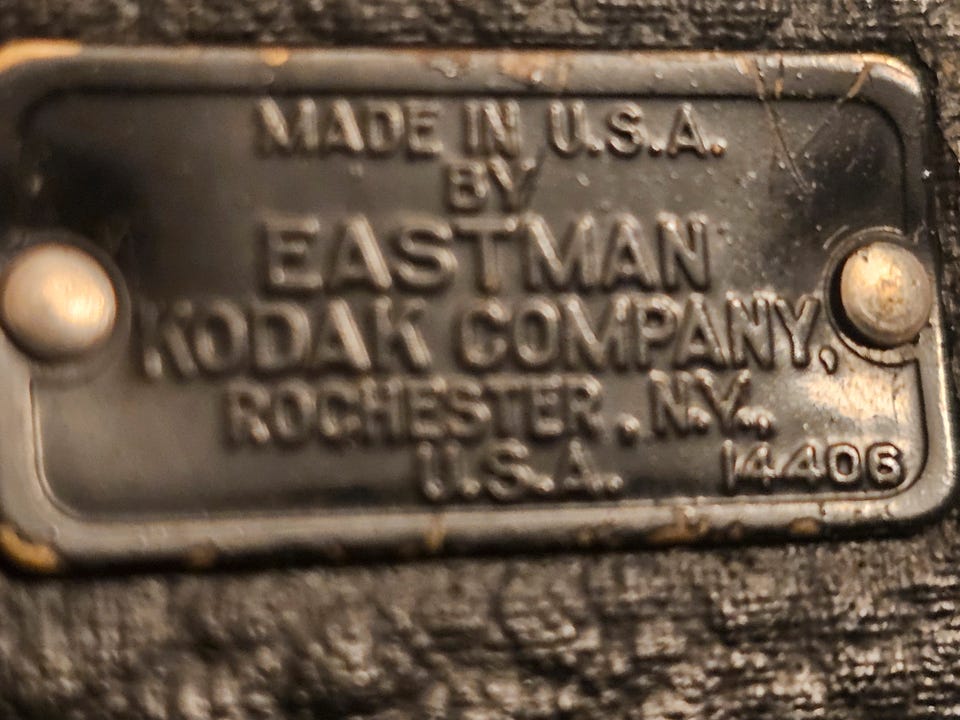 MADE IN U.S.A.
BY
EASTMAN
KODAK COMPANY,
ROCHESTER, N.Y.,
U.S.A. 14406